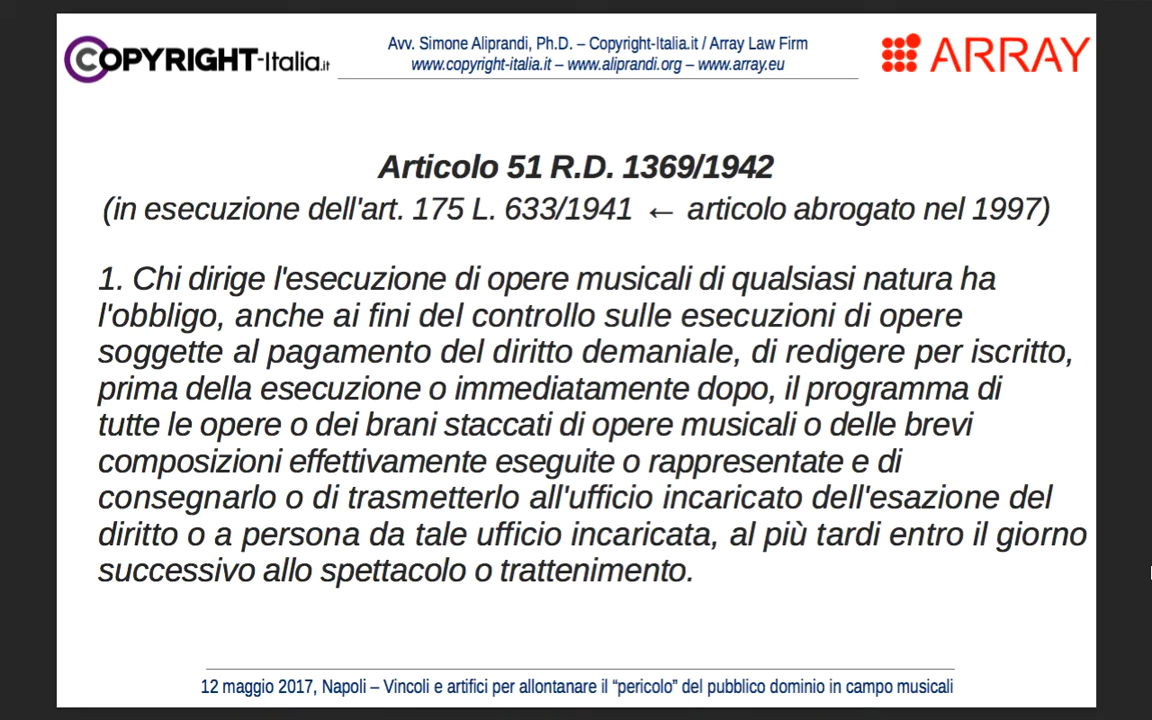 COPYRIGHT-Italia.it
Avv. Simone Aliprandi, Ph.D. – Copyright-Italia.it / Array Law Firm
www.copyright-italia.it – www.aliprandi.org – www.array.eu
ARRAY
Articolo 51 R.D. 1369/1942
(in esecuzione dell'art. 175 L. 633/1941 ← articolo abrogato nel 1997)
1. Chi dirige l'esecuzione di opere musicali di qualsiasi natura ha
l'obbligo, anche ai fini del controllo sulle esecuzioni di opere
soggette al pagamento del diritto demaniale, di redigere per iscritto,
prima della esecuzione o immediatamente dopo, il programma di
tutte le opere o dei brani staccati di opere musicali o delle brevi
composizioni effettivamente eseguite o rappresentate e di
consegnarlo o di trasmetterlo all'ufficio incaricato dell'esazione del
diritto o a persona da tale ufficio incaricata, al più tardi entro il giorno
successivo allo spettacolo o trattenimento.
12 maggio 2017, Napoli – Vincoli e artifici per allontanare il “pericolo” del pubblico dominio in campo musicali